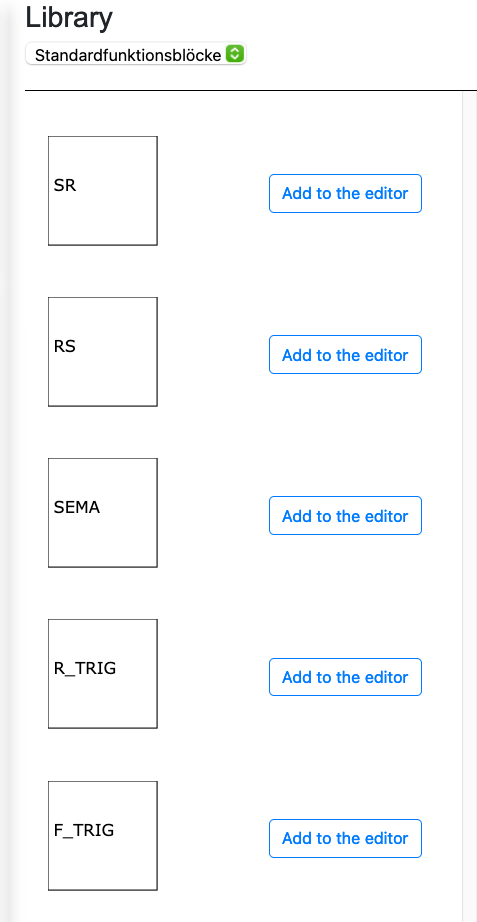 Library
Standardfunktionsblöcke
SR
Add to the editor
RS
Add to the editor
SEMA
Add to the editor
R_TRIG
Add to the editor
F_TRIG
Add to the editor